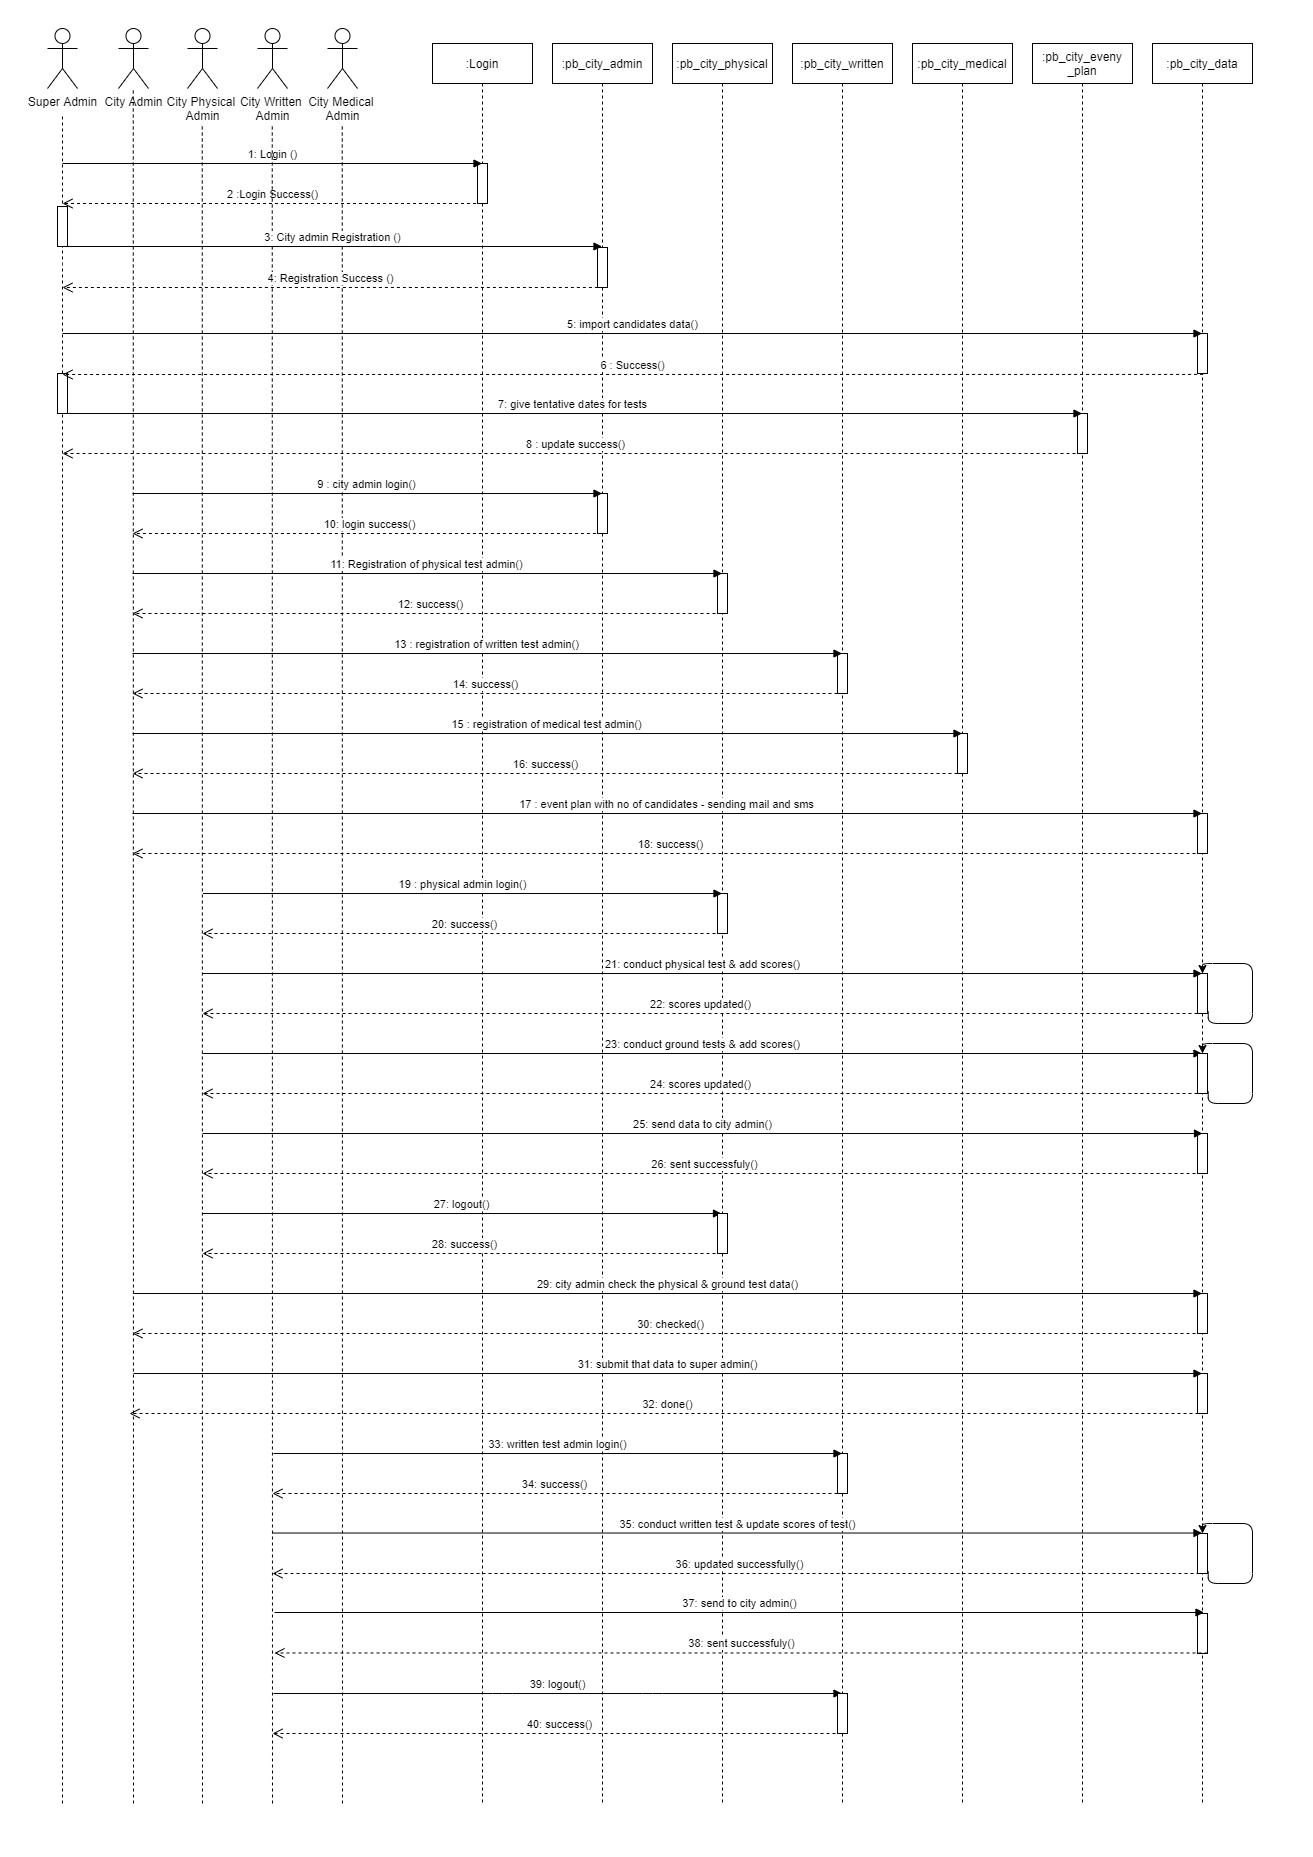 Super Admin
City Admin
City Physical
Admin
City Written
Admin
City Medical
Admin
:Login
:pb_city_admin
:pb_city_physical
:pb_city_written
:pb_city_medical
:pb_city_eveny
_plan
:pb_city_data
1: Login ()
2 :Login Success()
3: City admin Registration ()
4: Registration Success ()
5: import candidates data()
6 : Success()
7: give tentative dates for tests
8 : update success()
9 : city admin login()
10: login success()
11: Registration of physical test admin()
12: success()
13 : registration of written test admin()
14: success()
15 : registration of medical test admin()
16: success()
17 : event plan with no of candidates - sending mail and sms
18: success()
19 : physical admin login()
20: success()
21: conduct physical test & add scores()
22: scores updated()
23: conduct ground tests & add scores()
24: scores updated()
25: send data to city admin()
26: sent successfuly()
27: logout()
28: success()
29: city admin check the physical & ground test data()
30: checked()
31: submit that data to super admin()
32: done()
33: written test admin login()
34: success()
35: conduct written test & update scores of test()
36: updated successfully()
37: send to city admin()
38: sent successfuly()
39: logout()
40: success()